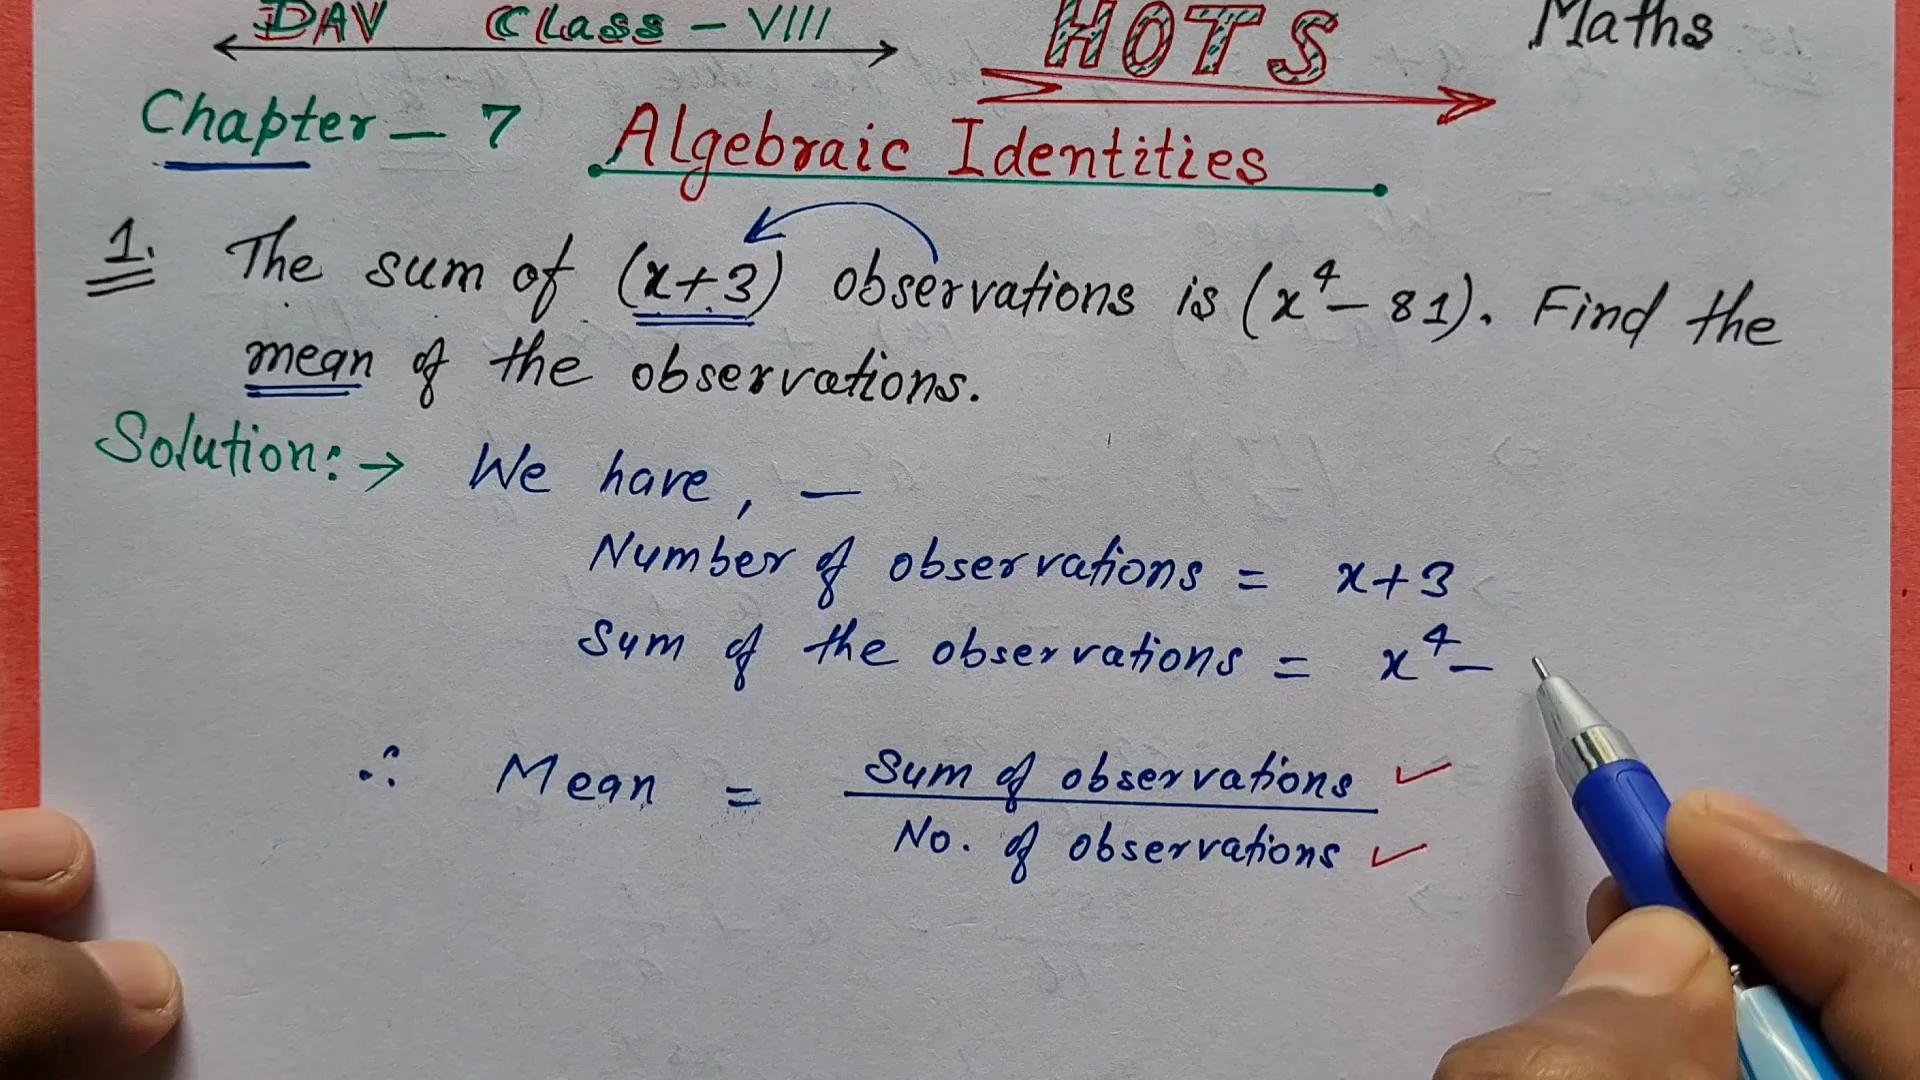 DAV Class - VIII HOTS Maths
Chapter - 7 Algebraic Identities
1. The sum of (x+3) observations is (x⁴ - 81). Find the
mean of the observations.
Solution:→ We have, —
Number of observations = x+3
Sum of the observations = x⁴ -
∴ Mean = Sum of observations ✓
No. of observations ✓